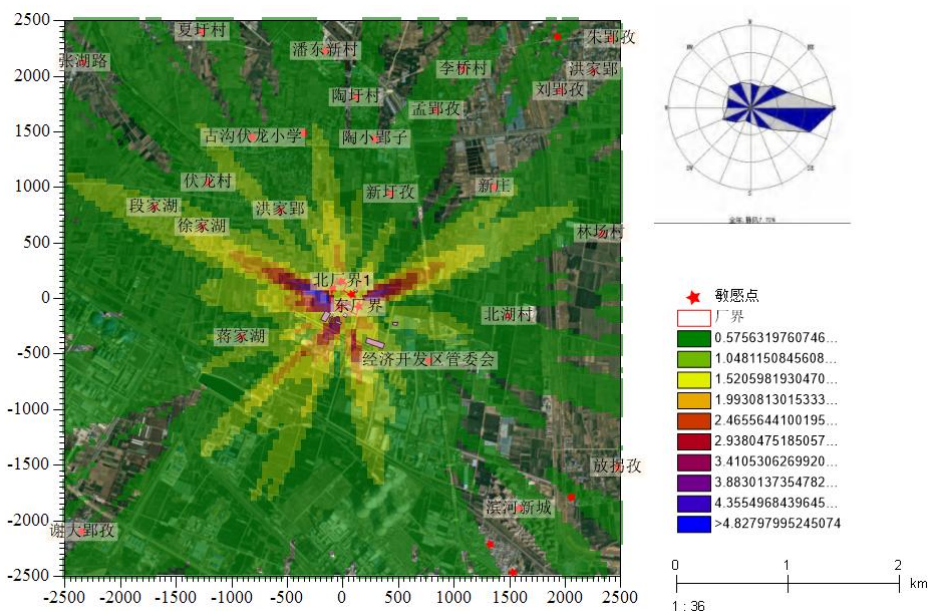 2500
2000
1500
1000
500
0
-500
-1000
-1500
-2000
-2500
-2500 -2000 -1500 -1000 -500 0 500 1000 1500 2000 2500
夏圩村
朱郢孜
潘东新村
张湖路
李桥村
洪家郢
刘郢孜
陶圩村
孟郢孜
古沟伏龙小学
陶小郢子
伏龙村
新庄
新圩孜
段家湖
洪家郢
徐家湖
林场村
北厂界1
东厂界
北湖村
蒋家湖
经济开发区管委会
放拐孜
滨河新城
谢大郢孜
N
E
S
W
敏感点
厂界
0.5756319760746...
1.0481150845608...
1.5205981930470...
1.9930813015333...
2.4655644100195...
2.9380475185057...
3.4105306269920...
3.8830137354782...
4.3554968439645...
>4.82797995245074
0 1 2
km
1 : 36